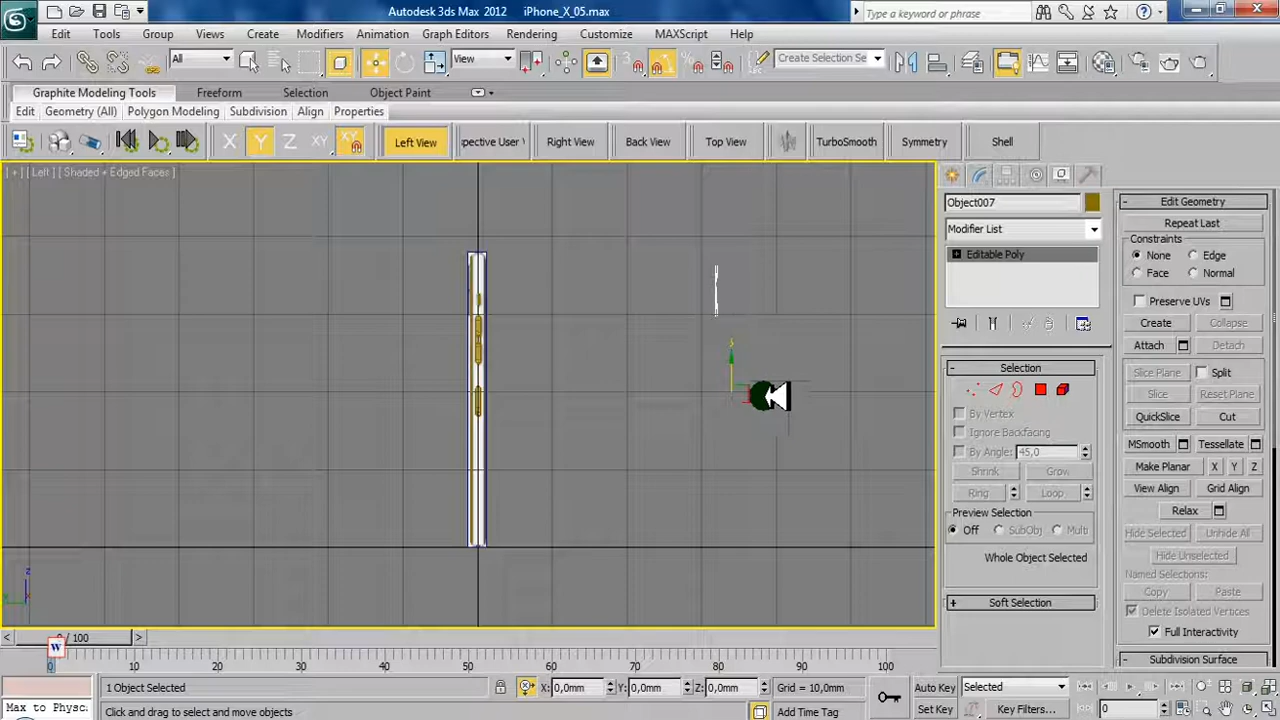 Autodesk 3ds Max 2012 iPhone_X_05.max
Type a keyword or phrase
Edit Tools Group Views Create Modifiers Animation Graph Editors Rendering Customize MAXScript Help
All View Create Selection Se
Graphite Modeling Tools Freeform Selection Object Paint
Edit Geometry (All) Polygon Modeling Subdivision Align Properties
X Y Z XY Left View pective User V Right View Back View Top View TurboSmooth Symmetry Shell
[ + ] [ Left ] [ Shaded + Edged Faces ]
Object007
Modifier List
Editable Poly
Selection
By Vertex
Ignore Backfacing
By Angle: 45,0
Shrink Grow
Ring Loop
Preview Selection
Off SubObj Multi
Whole Object Selected
Soft Selection
Edit Geometry
Repeat Last
Constraints
None Edge
Face Normal
Preserve UVs
Create Collapse
Attach Detach
Slice Plane Split
Slice Reset Plane
QuickSlice Cut
MSmooth Tessellate
Make Planar X Y Z
View Align Grid Align
Relax
Hide Selected Unhide All
Hide Unselected
Named Selections:
Copy Paste
Delete Isolated Vertices
Full Interactivity
Subdivision Surface
z
0 / 100
0 10 20 30 40 50 60 70 80 90 100
1 Object Selected X: 0,0mm Y: 0,0mm Z: 0,0mm Grid = 10,0mm Auto Key Selected
Max to Physc. Click and drag to select and move objects Add Time Tag Set Key Key Filters... 0